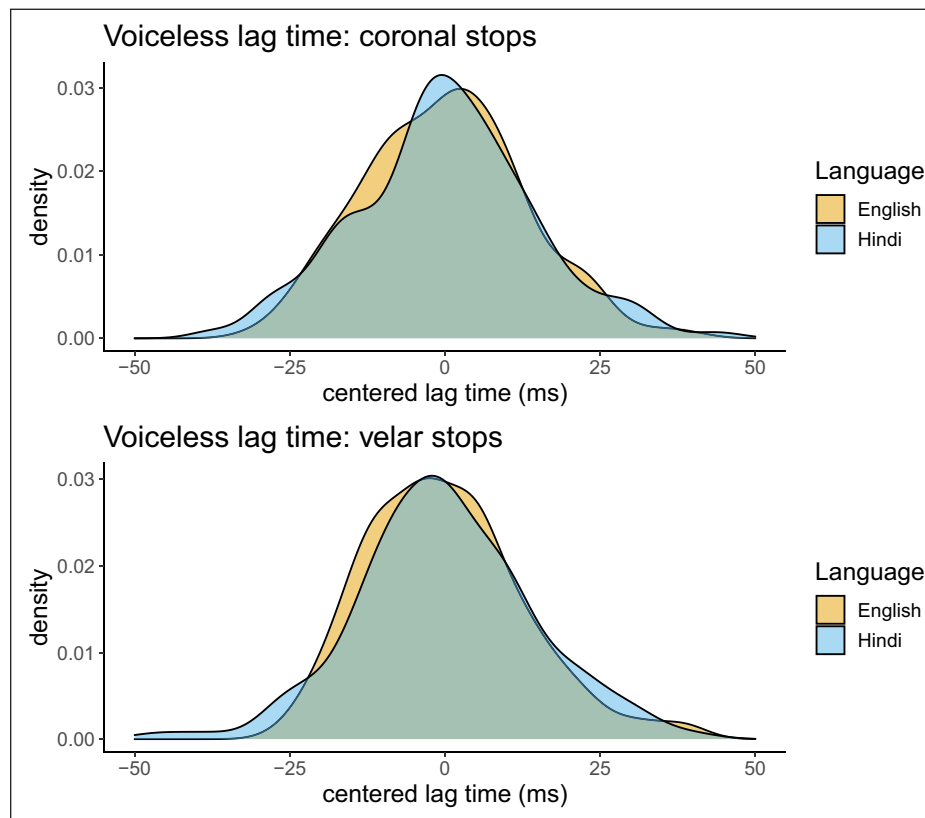 Voiceless lag time: coronal stops
0.03
0.02
0.01
0.00
density
−50 −25 0 25 50
centered lag time (ms)
Language
English
Hindi
Voiceless lag time: velar stops
0.03
0.02
0.01
0.00
density
−50 −25 0 25 50
centered lag time (ms)
Language
English
Hindi